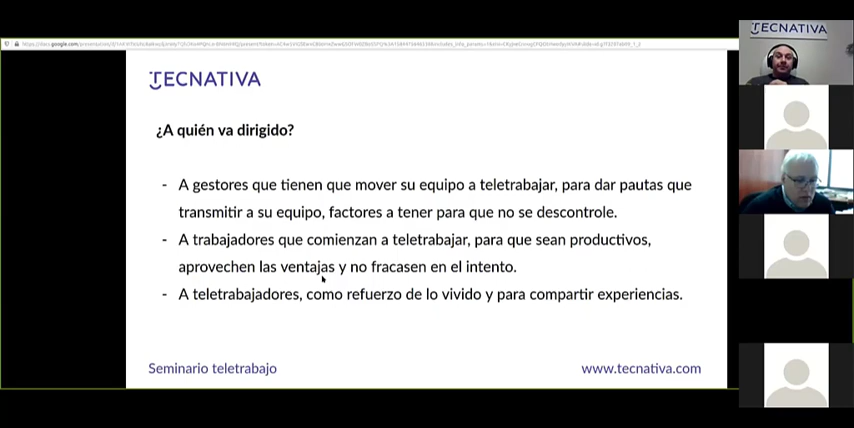 TECNATIVA
TECNATIVA
¿A quién va dirigido?
- A gestores que tienen que mover su equipo a teletrabajar, para dar pautas que
transmitir a su equipo, factores a tener para que no se descontrole.
- A trabajadores que comienzan a teletrabajar, para que sean productivos,
aprovechen las ventajas y no fracasen en el intento.
- A teletrabajadores, como refuerzo de lo vivido y para compartir experiencias.
Seminario teletrabajo
www.tecnativa.com